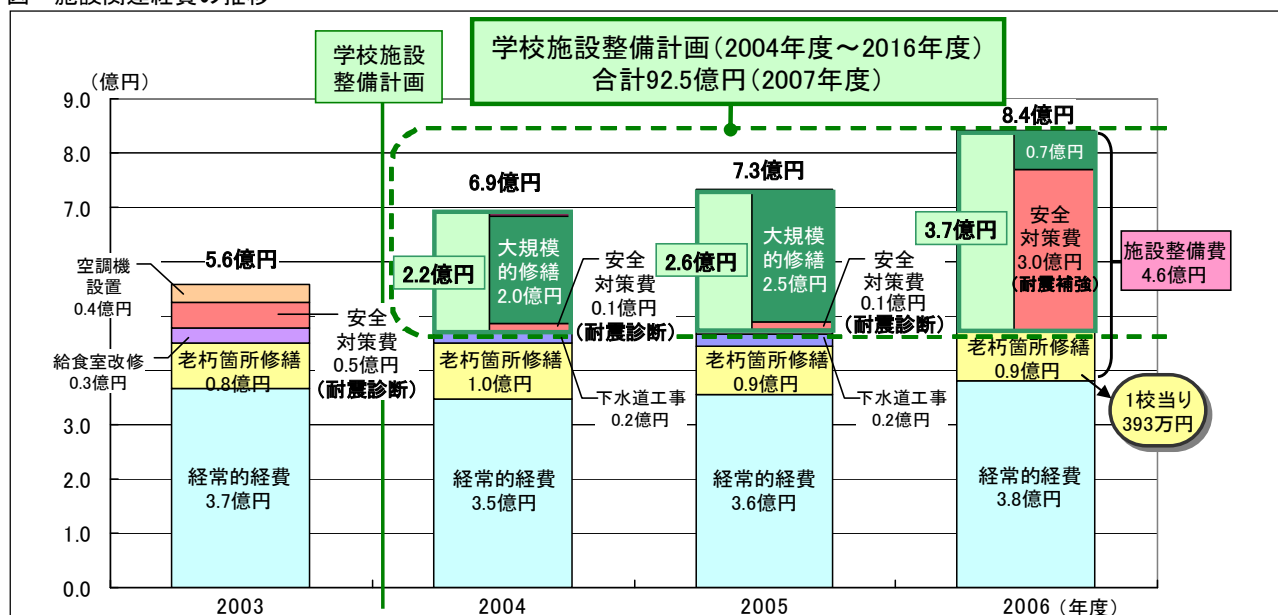 学校施設
整備計画
学校施設整備計画(2004年度～2016年度)
合計92.5億円(2007年度)
(億円)
9.0
8.0
7.0
3.0
2.0
1.0
0.0
5.6億円
空調機
設置
0.4億円
給食室改修
0.3億円
安全
対策費
0.5億円
(耐震診断)
老朽箇所修繕
0.8億円
経常的経費
3.7億円
2003
6.9億円
2.2億円
大規模
的修繕
2.0億円
安全
対策費
0.1億円
(耐震診断)
老朽箇所修繕
1.0億円
下水道工事
0.2億円
経常的経費
3.5億円
2004
7.3億円
2.6億円
大規模
的修繕
2.5億円
安全
対策費
0.1億円
(耐震診断)
老朽箇所修繕
0.9億円
下水道工事
0.2億円
経常的経費
3.6億円
2005
8.4億円
3.7億円
0.7億円
安全
対策費
3.0億円
(耐震補強)
施設整備費
4.6億円
老朽箇所修繕
0.9億円
1校当り
393万円
経常的経費
3.8億円
2006 (年度)